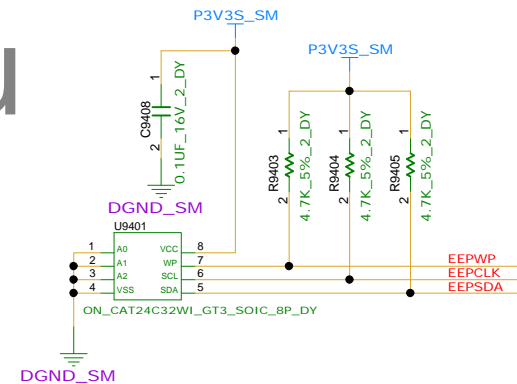 P3V3S_SM
P3V3S_SM
1
C9408
2
0.1UF_16V_2_DY
DGND_SM
1
R9403
2
4.7K_5%_2_DY
1
R9404
2
4.7K_5%_2_DY
1
R9405
2
4.7K_5%_2_DY
U9401
1 A0 VCC 8
2 A1 WP 7 EEPWP
3 A2 SCL 6 EEPCLK
4 VSS SDA 5 EEPSDA
ON_CAT24C32WI_GT3_SOIC_8P_DY
DGND_SM